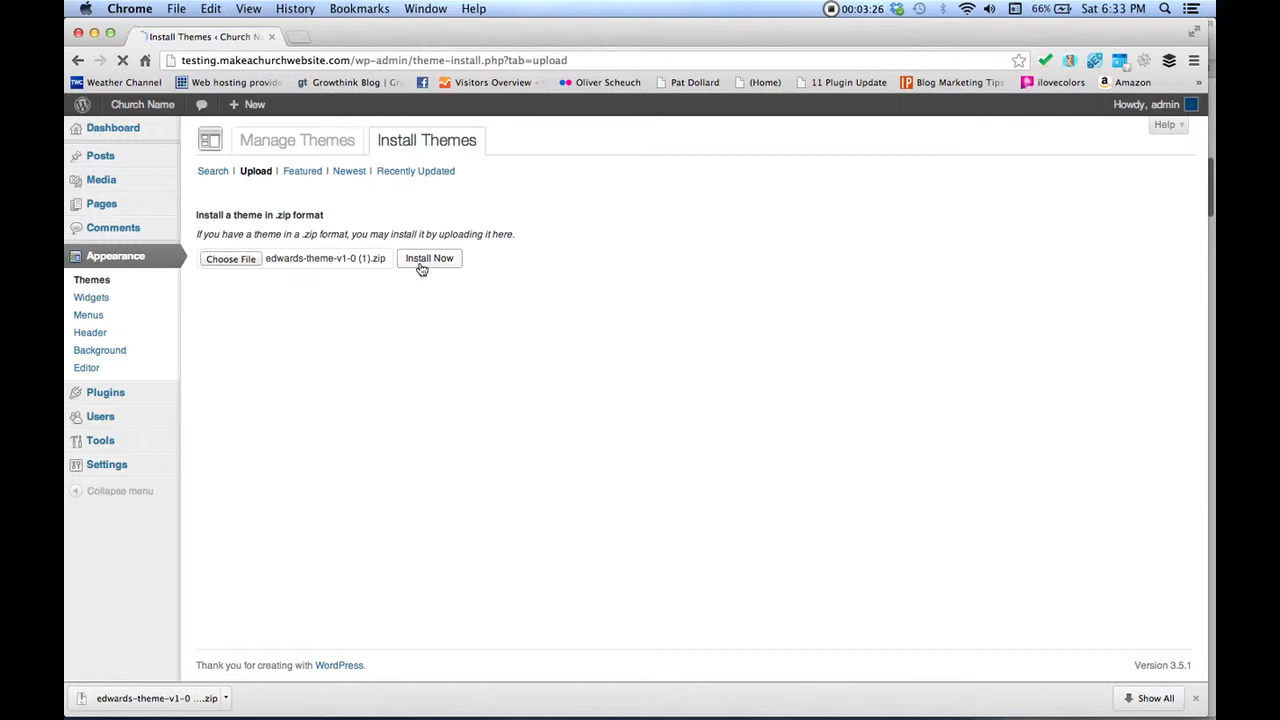 Chrome File Edit View History Bookmarks Window Help 00:03:26 66% Sat 6:33 PM
Install Themes ‹ Church Na
testing.makeachurchwebsite.com/wp-admin/theme-install.php?tab=upload
Weather Channel Web hosting provide gt Growthink Blog | Gro Visitors Overview - Oliver Scheuch Pat Dollard (Home) 11 Plugin Update Blog Marketing Tips ilovecolors Amazon »
Church Name + New Howdy, admin
Help
Manage Themes Install Themes
Search | Upload | Featured | Newest | Recently Updated
Install a theme in .zip format
If you have a theme in a .zip format, you may install it by uploading it here.
Choose File edwards-theme-v1-0 (1).zip Install Now
Dashboard
Posts
Media
Pages
Comments
Appearance
Themes
Widgets
Menus
Header
Background
Editor
Plugins
Users
Tools
Settings
Collapse menu
Thank you for creating with WordPress. Version 3.5.1
edwards-theme-v1-0 ....zip Show All